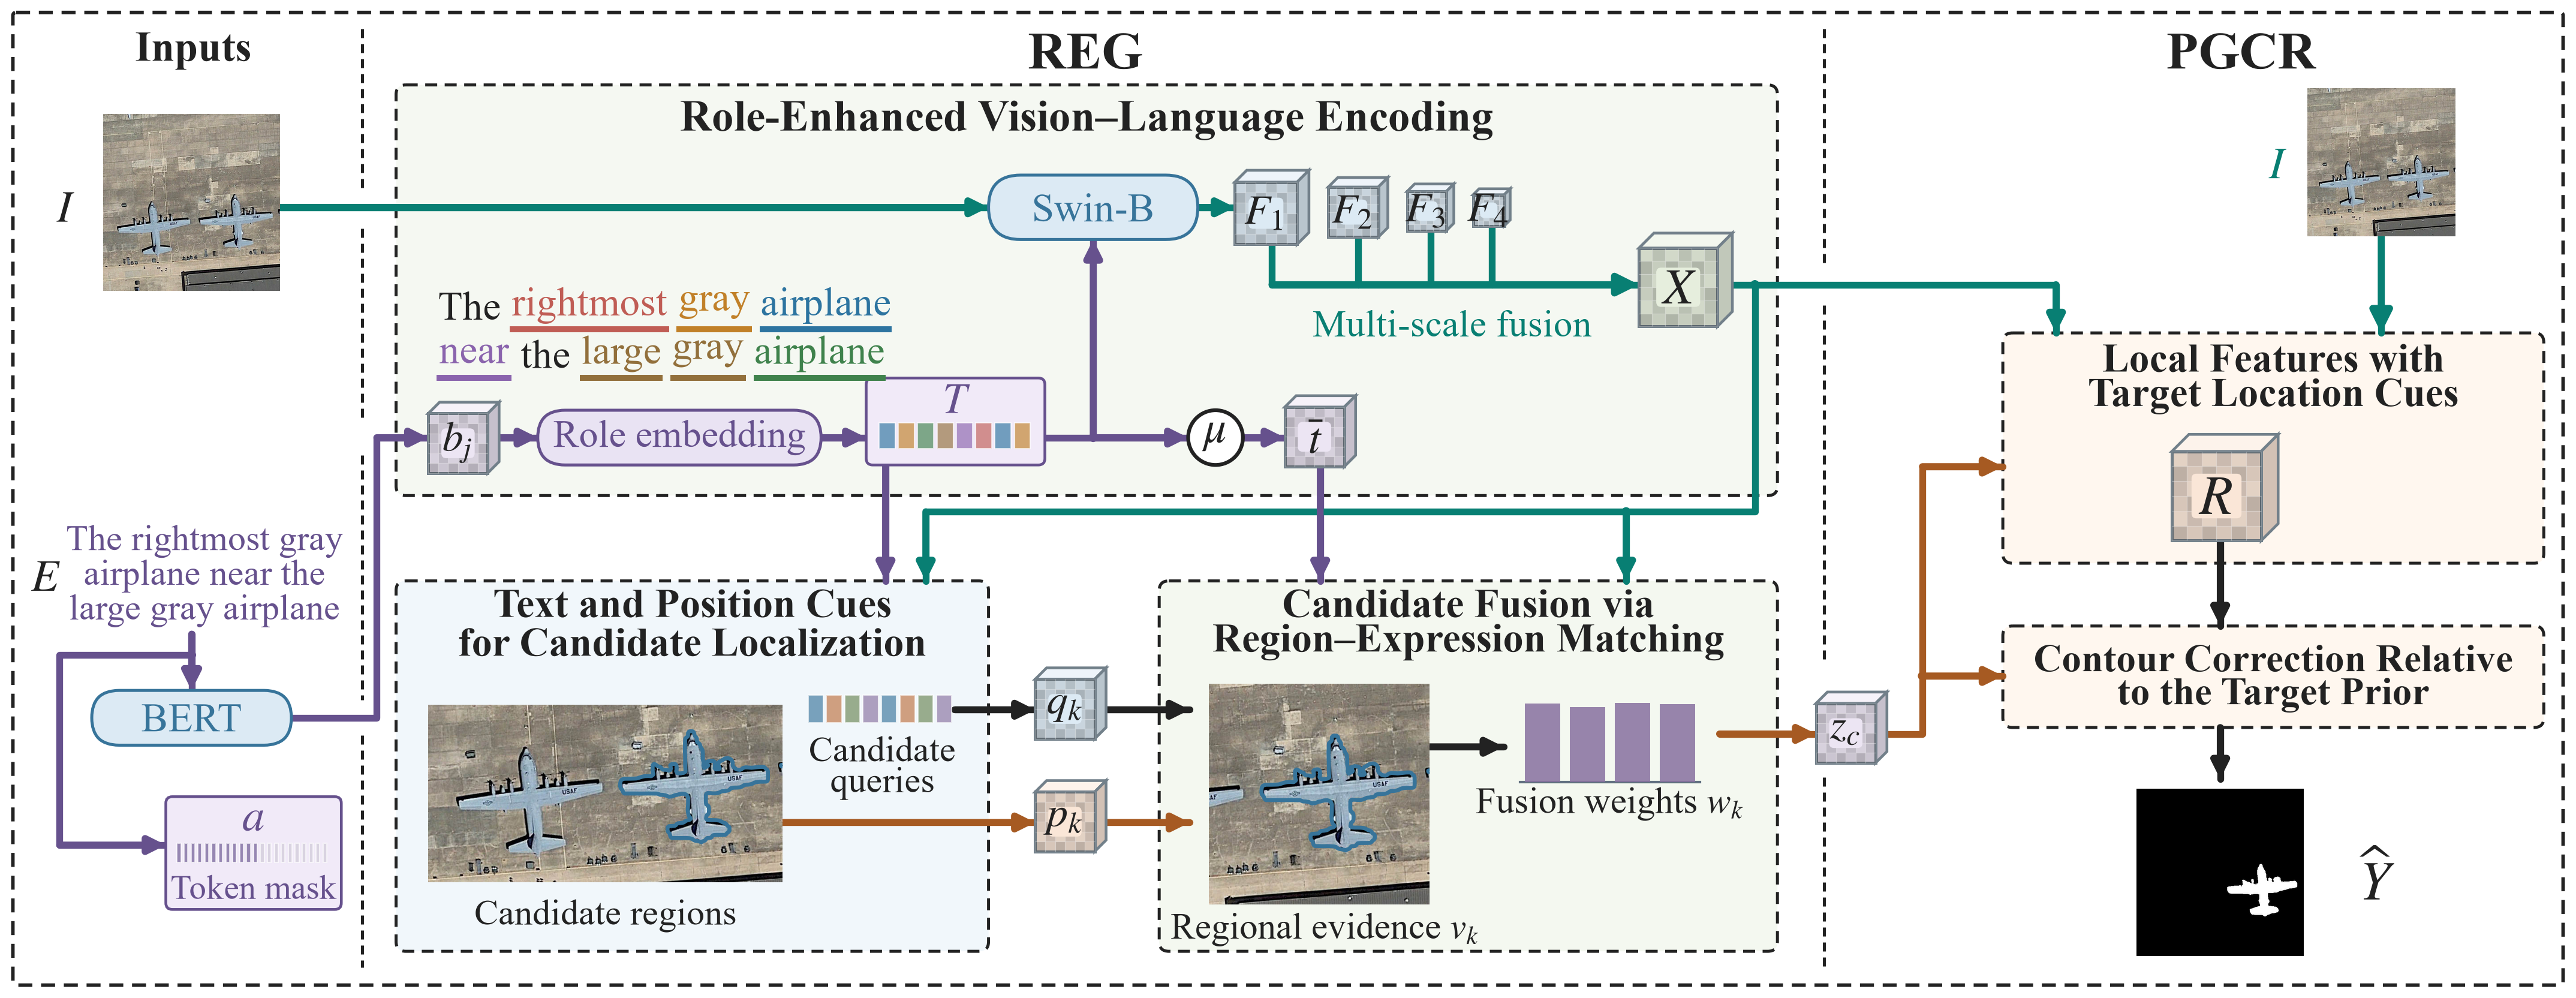 Inputs
REG
PGCR
Role-Enhanced Vision–Language Encoding
I
Swin-B
F1
F2
F3
F4
I
X
Multi-scale fusion
The rightmost gray airplane
near the large gray airplane
T
bj
Role embedding
μ
t̄
Local Features with
Target Location Cues
R
E
The rightmost gray
airplane near the
large gray airplane
BERT
a
Token mask
Text and Position Cues
for Candidate Localization
Candidate
queries
Candidate regions
qk
pk
Candidate Fusion via
Region–Expression Matching
USAF
USAF
USAF
Fusion weights wk
Regional evidence vk
zc
Contour Correction Relative
to the Target Prior
Ŷ